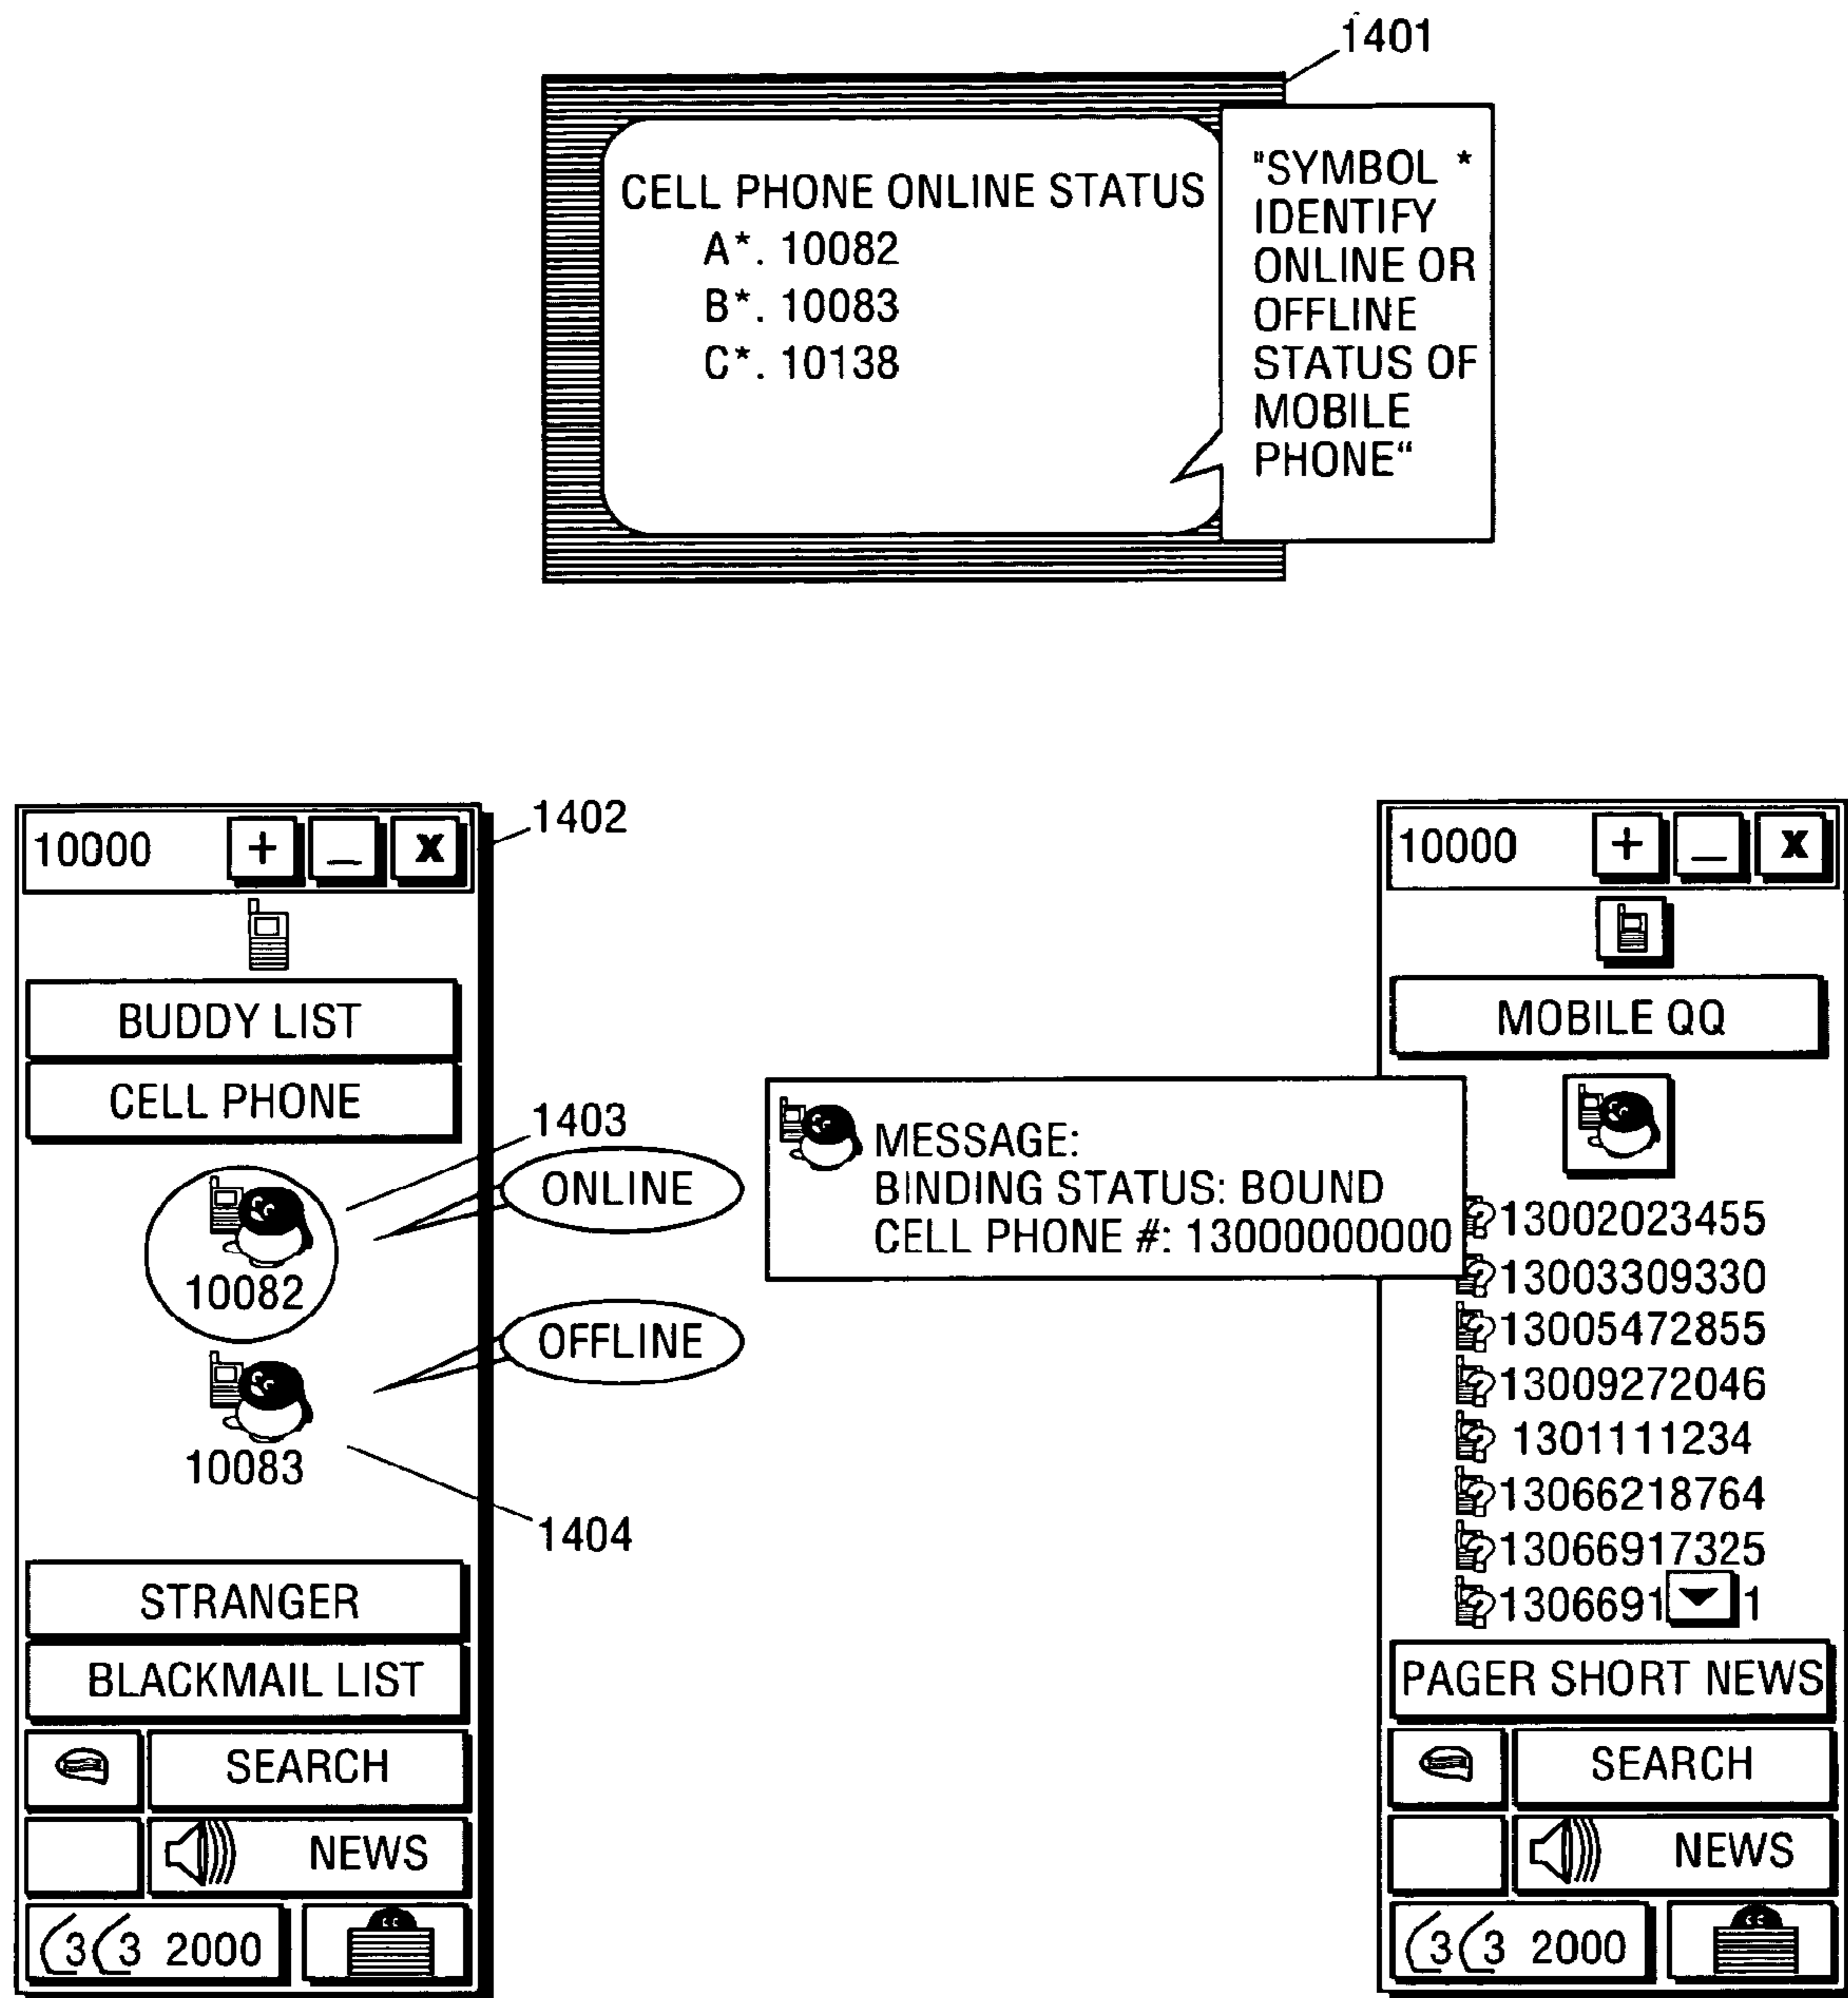 1401
CELL PHONE ONLINE STATUS
A*. 10082
B*. 10083
C*. 10138
"SYMBOL *
IDENTIFY
ONLINE OR
OFFLINE
STATUS OF
MOBILE
PHONE“
10000 + _ x
1402
BUDDY LIST
CELL PHONE
1403
ONLINE
10082
OFFLINE
10083
1404
STRANGER
BLACKMAIL LIST
SEARCH
NEWS
3 3 2000
MESSAGE:
BINDING STATUS: BOUND
CELL PHONE #: 13000000000
10000 + _ x
MOBILE QQ
?13002023455
?13003309330
?13005472855
?13009272046
? 1301111234
?13066218764
?13066917325
?1306691 1
PAGER SHORT NEWS
SEARCH
NEWS
3 3 2000